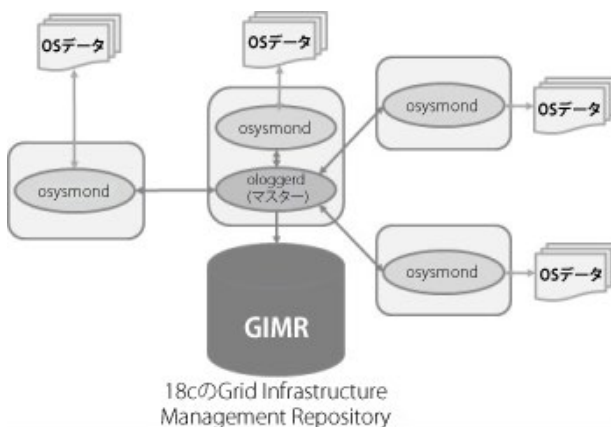 OSデータ
OSデータ
osysmond
OSデータ
osysmond
osysmond
ologgerd
(マスター)
osysmond
OSデータ
GIMR
18cのGrid Infrastructure
Management Repository